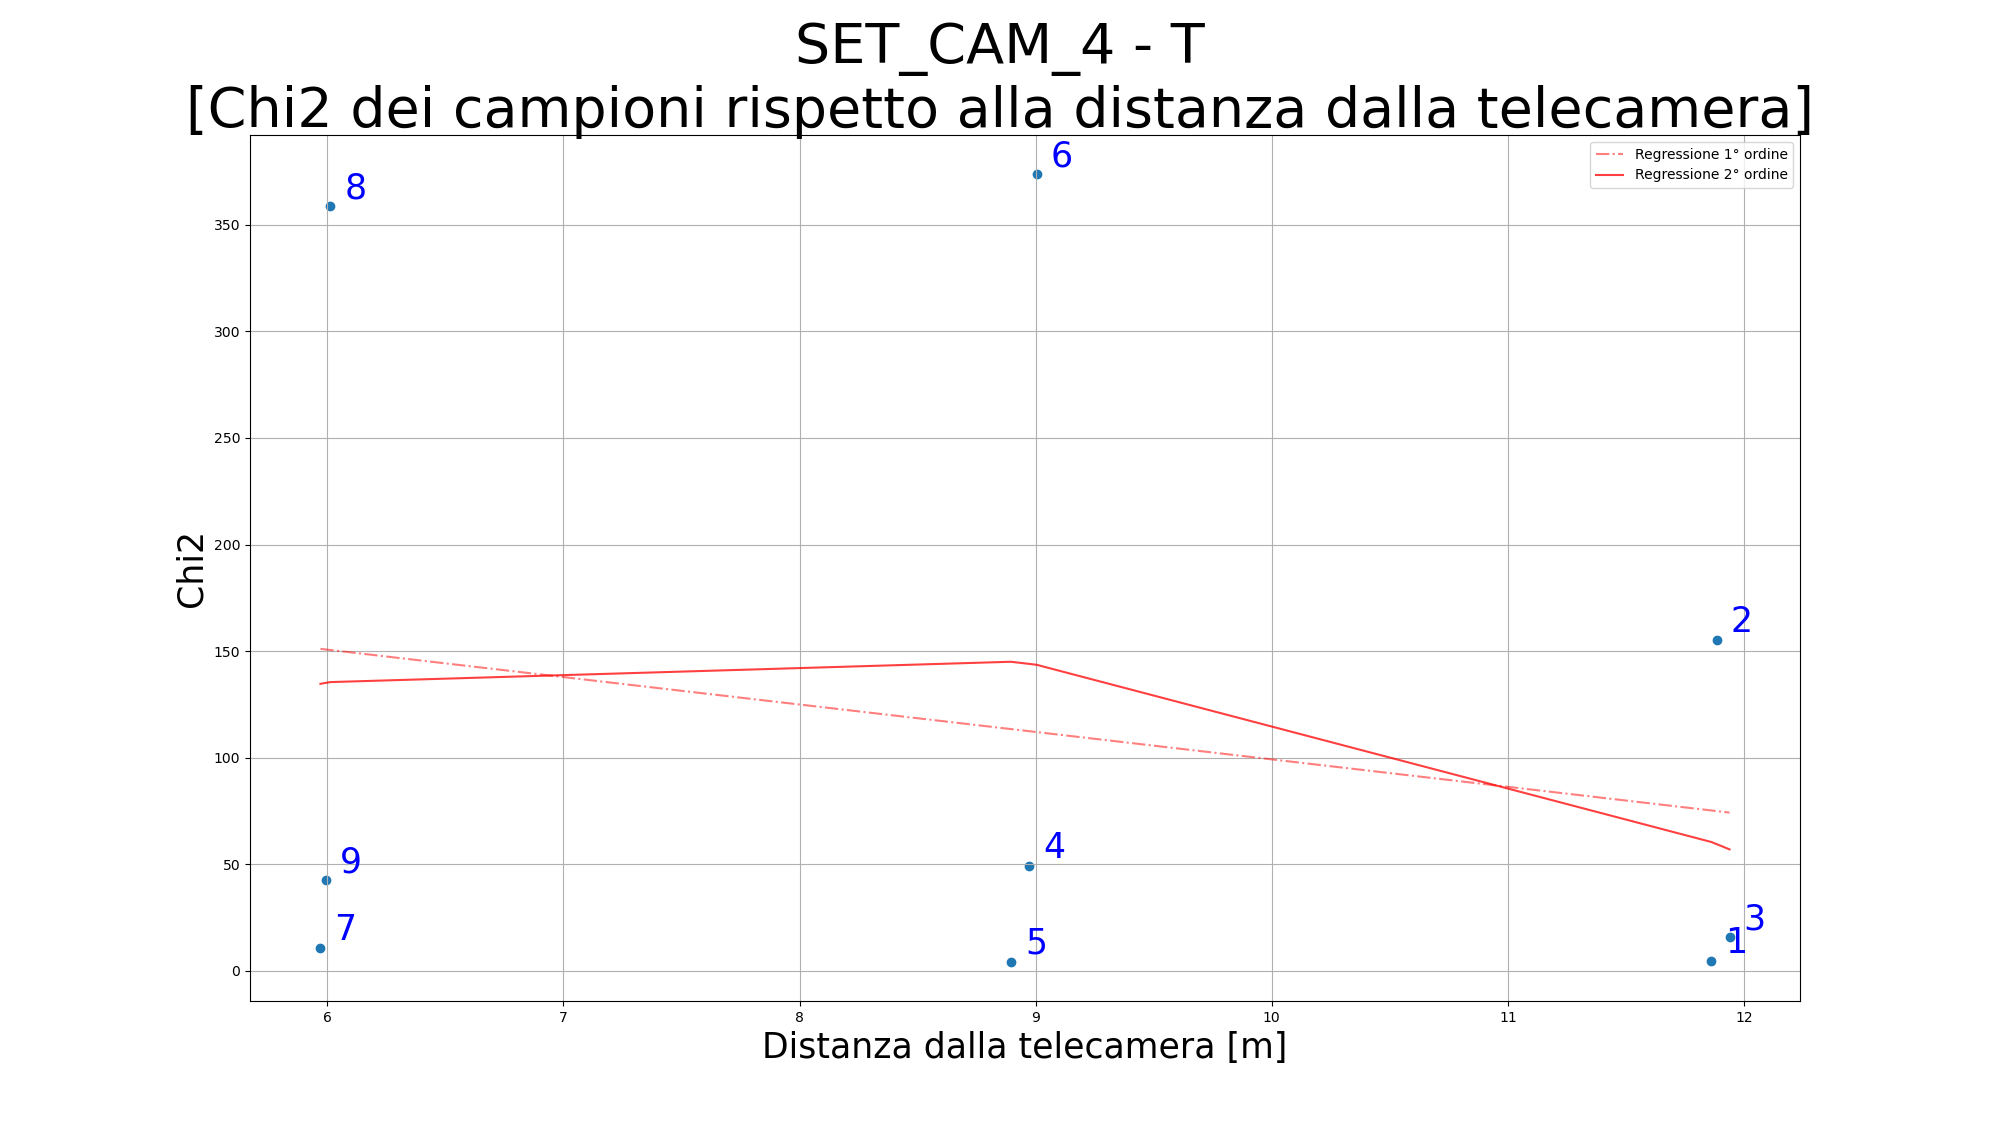 SET_CAM_4 - T
[Chi2 dei campioni rispetto alla distanza dalla telecamera]
Regressione 1° ordine
Regressione 2° ordine
8
6
2
9
7
4
5
3
1
350
300
250
200
150
100
50
0
Chi2
6 7 8 9 10 11 12
Distanza dalla telecamera [m]